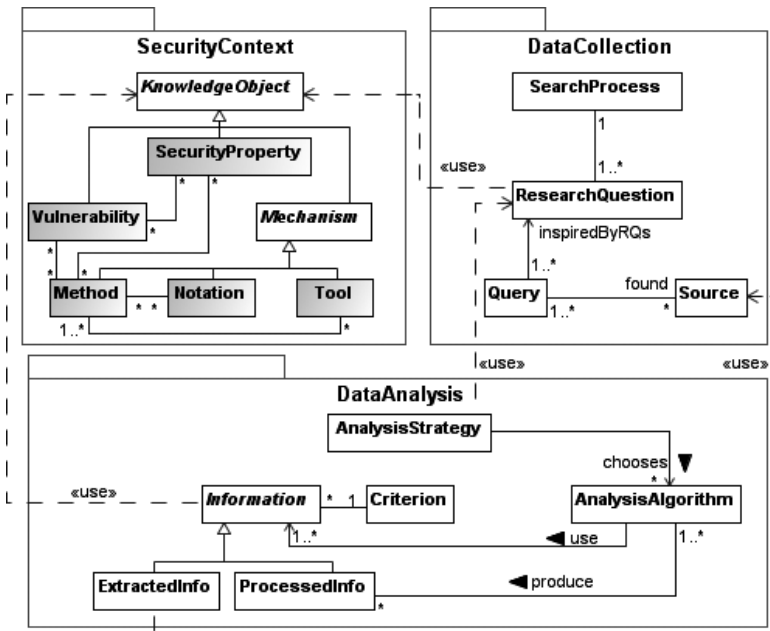 SecurityContext
KnowledgeObject
SecurityProperty
*
*
Vulnerability
*
*
Mechanism
*
*
Method
*
*
Notation
Tool
1..*
*
DataCollection
SearchProcess
1
1..*
«use»
ResearchQuestion
inspiredByRQs
1..*
Query
found
Source
1..*
*
«use»
«use»
DataAnalysis
AnalysisStrategy
chooses
*
«use»
Information
*
1
Criterion
AnalysisAlgorithm
1..*
use
1..*
ExtractedInfo
ProcessedInfo
produce
*